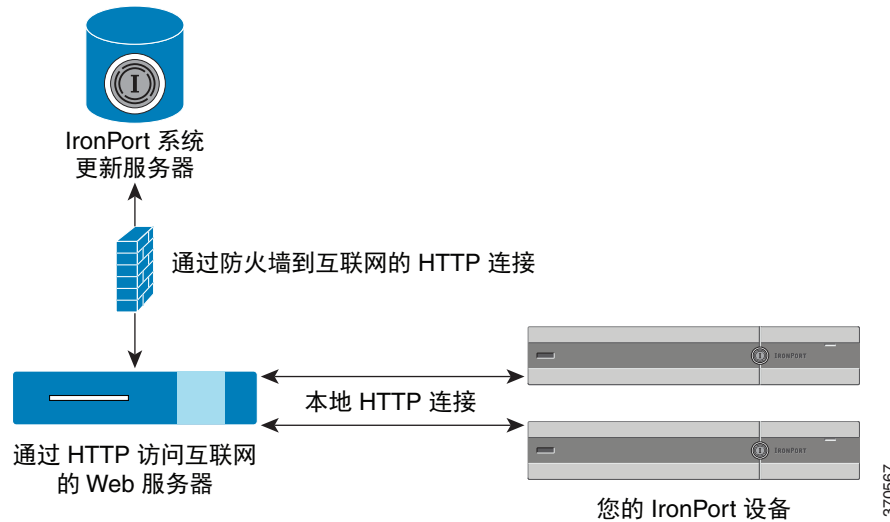 IronPort 系统
更新服务器
通过防火墙到互联网的 HTTP 连接
IRONPORT
本地 HTTP 连接
IRONPORT
通过 HTTP 访问互联网
的 Web 服务器
您的 IronPort 设备
370567